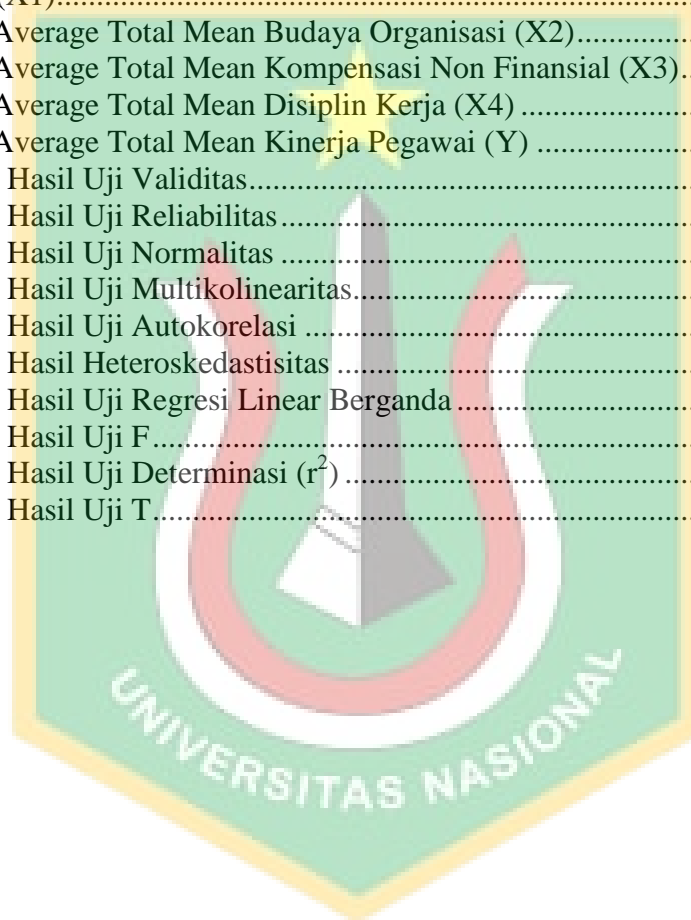 (X1)..........................................................................................
Average Total Mean Budaya Organisasi (X2)....................
Average Total Mean Kompensasi Non Finansial (X3)..
Average Total Mean Disiplin Kerja (X4) ..............................
Average Total Mean Kinerja Pegawai (Y) ...........................
Hasil Uji Validitas..............................................................
Hasil Uji Reliabilitas.........................................................
Hasil Uji Normalitas .........................................................
Hasil Uji Multikolinearitas................................................
Hasil Uji Autokorelasi ......................................................
Hasil Heteroskedastisitas .................................................
Hasil Uji Regresi Linear Berganda ...................................
Hasil Uji F.........................................................................
Hasil Uji Determinasi (r²) ................................................
Hasil Uji T.........................................................................
UNIVERSITAS NASIONAL